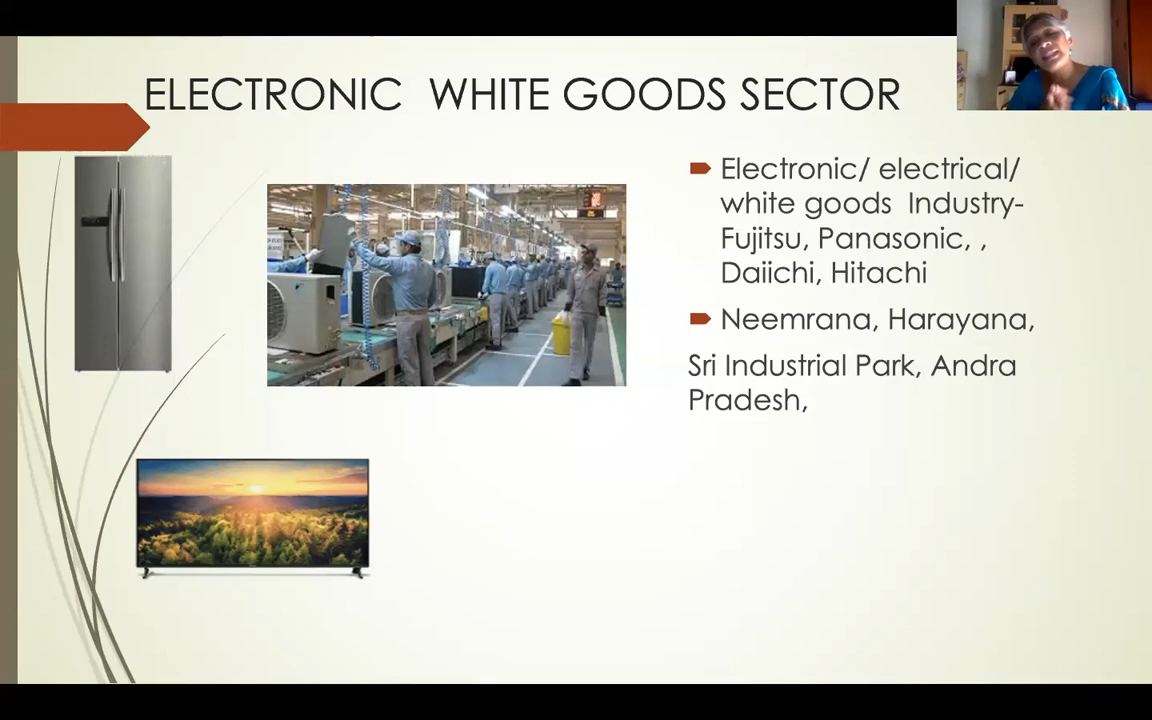 ELECTRONIC WHITE GOODS SECTOR
Electronic/ electrical/
white goods Industry-
Fujitsu, Panasonic, ,
Daiichi, Hitachi
Neemrana, Harayana,
Sri Industrial Park, Andra
Pradesh,